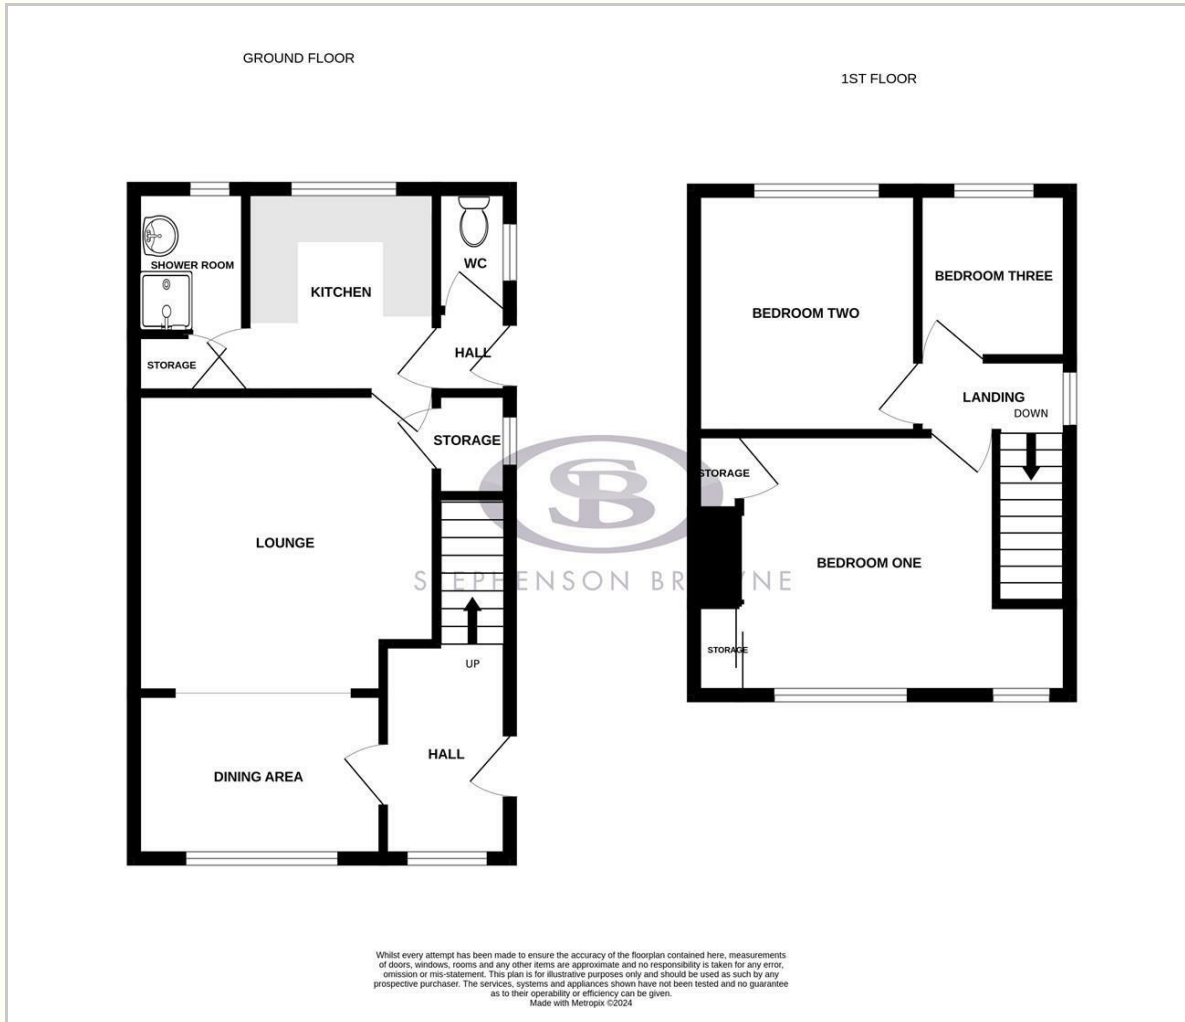 GROUND FLOOR
1ST FLOOR
SHOWER ROOM
KITCHEN
WC
HALL
STORAGE
STORAGE
LOUNGE
UP
HALL
DINING AREA
BEDROOM TWO
BEDROOM THREE
LANDING
DOWN
STORAGE
BEDROOM ONE
STORAGE
SB
STEPHENSON BROWNE
Whilst every attempt has been made to ensure the accuracy of the floorplan contained here, measurements
of doors, windows, rooms and any other items are approximate and no responsibility is taken for any error,
omission or mis-statement. This plan is for illustrative purposes only and should be used as such by any
prospective purchaser. The services, systems and appliances shown have not been tested and no guarantee
as to their operability or efficiency can be given.
Made with Metropix ©2024